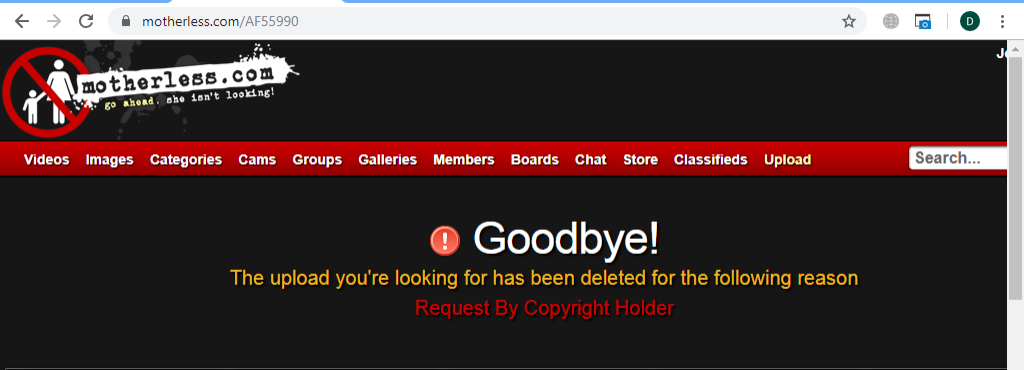 motherless.com/AF55990
D
motherless.com
go ahead. she isn't looking!
Videos Images Categories Cams Groups Galleries Members Boards Chat Store Classifieds Upload Search...
! Goodbye!
The upload you're looking for has been deleted for the following reason
Request By Copyright Holder